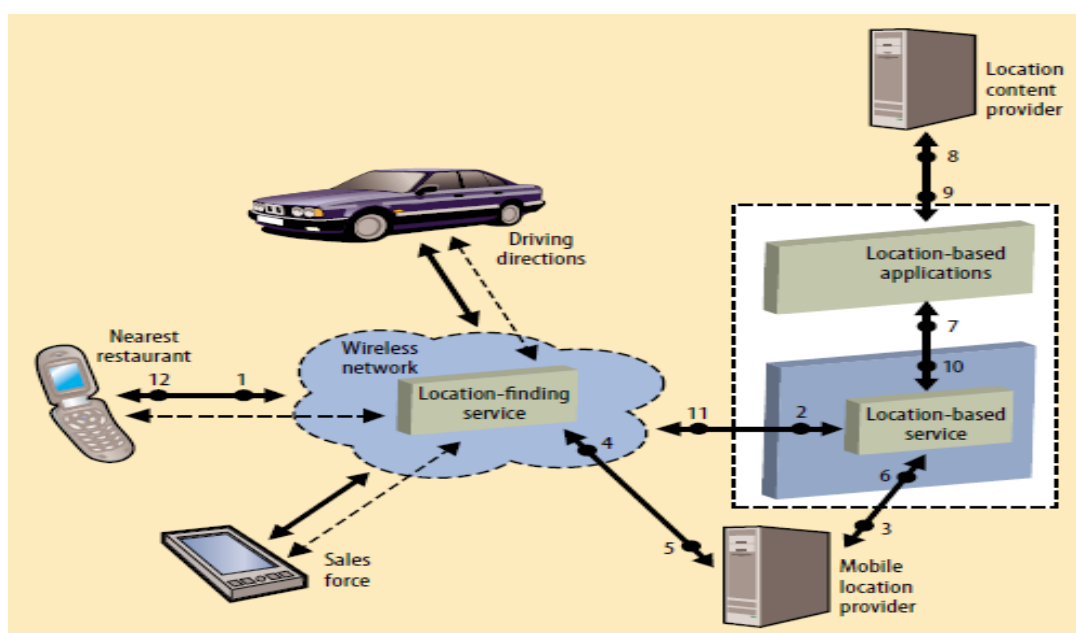 Location
content
provider
8
9
Driving
directions
Location-based
applications
7
Nearest
restaurant
Wireless
network
10
12
1
Location-finding
service
11
2
Location-based
service
4
6
3
5
Sales
force
Mobile
location
provider